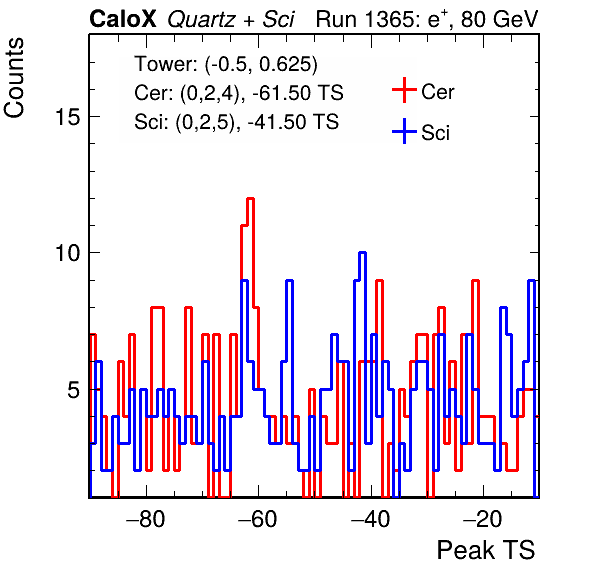 CaloX Quartz + Sci Run 1365: e+, 80 GeV
Counts
Tower: (-0.5, 0.625)
Cer: (0,2,4), -61.50 TS
Sci: (0,2,5), -41.50 TS
Cer
Sci
15
10
5
−80 −60 −40 −20
Peak TS